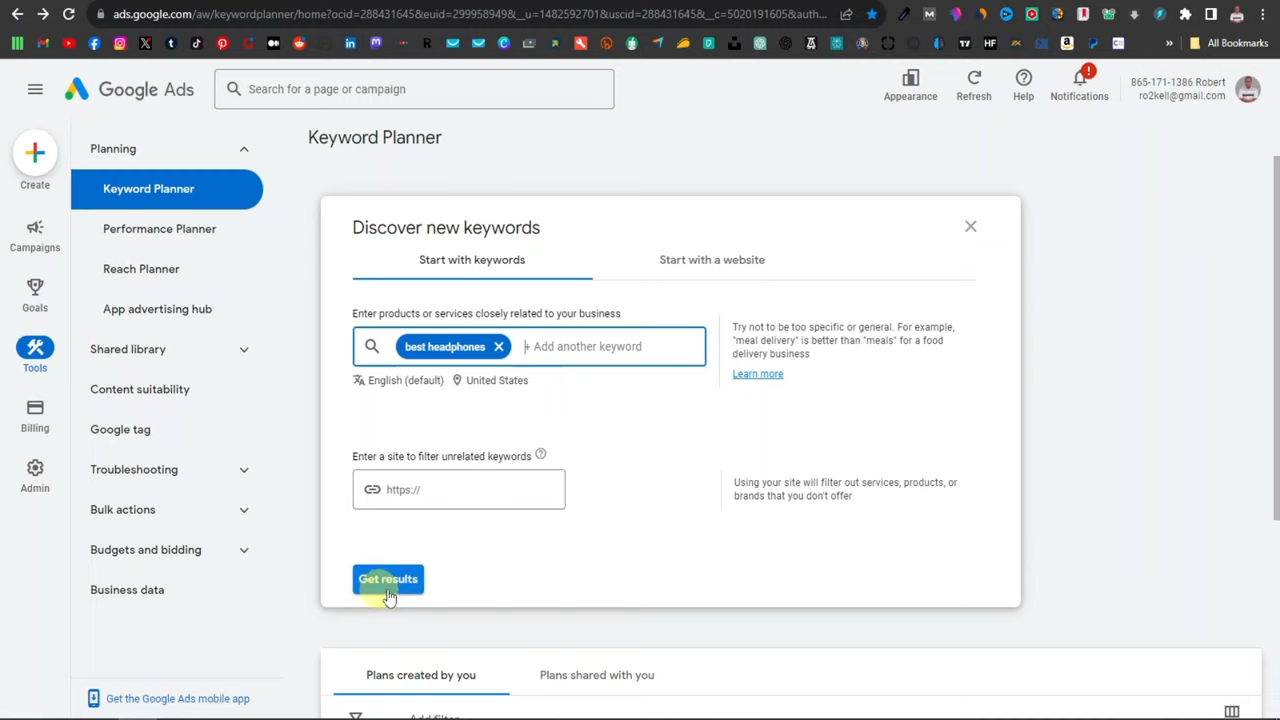 ads.google.com/aw/keywordplanner/home?ocid=288431645&euid=299958949&__u=1482592701&uscid=288431645&__c=5020191605&auth...
All Bookmarks
Google Ads
Search for a page or campaign
Appearance
Refresh
Help
Notifications
865-171-1386 Robert
ro2kell@gmail.com
Create
Campaigns
Goals
Tools
Billing
Admin
Planning
Keyword Planner
Performance Planner
Reach Planner
App advertising hub
Shared library
Content suitability
Google tag
Troubleshooting
Bulk actions
Budgets and bidding
Business data
Get the Google Ads mobile app
Keyword Planner
Discover new keywords
Start with keywords
Start with a website
Enter products or services closely related to your business
best headphones
+ Add another keyword
English (default)
United States
Try not to be too specific or general. For example,
"meal delivery" is better than "meals" for a food
delivery business
Learn more
Enter a site to filter unrelated keywords
https://
Using your site will filter out services, products, or
brands that you don't offer
Get results
Plans created by you
Plans shared with you
Add filter